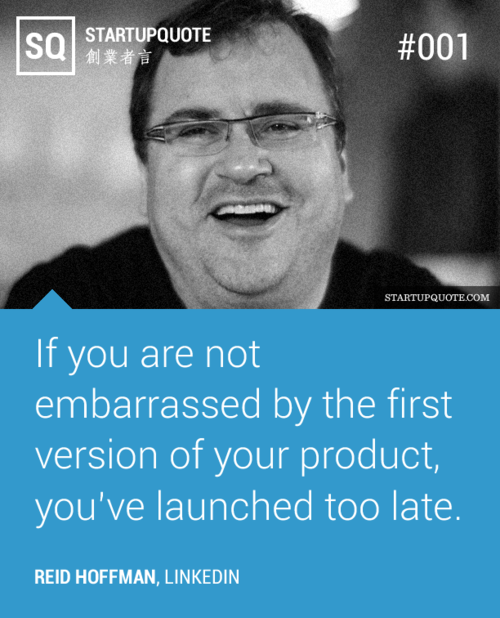 SQ
STARTUPQUOTE
創業者言
#001
STARTUPQUOTE.COM
If you are not
embarrassed by the first
version of your product,
you've launched too late.
REID HOFFMAN, LINKEDIN